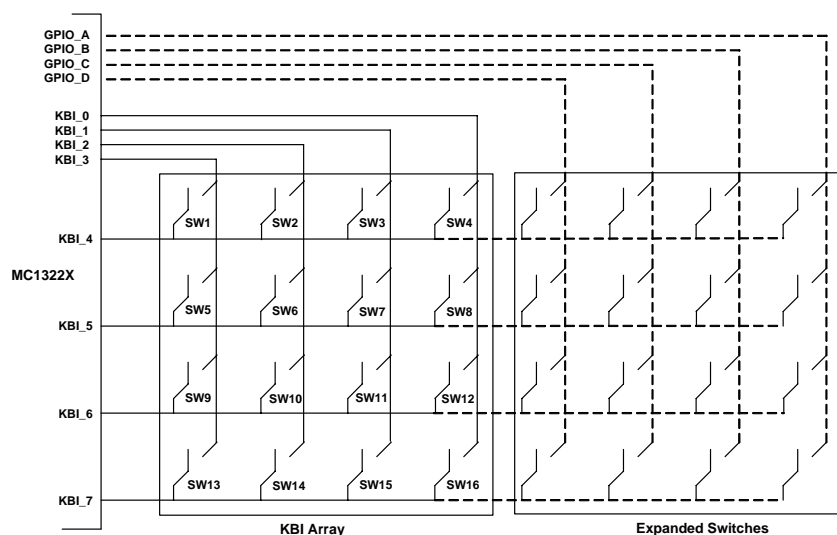 GPIO_A
GPIO_B
GPIO_C
GPIO_D
KBI_0
KBI_1
KBI_2
KBI_3
SW1 SW2 SW3 SW4
KBI_4
MC1322X
SW5 SW6 SW7 SW8
KBI_5
SW9 SW10 SW11 SW12
KBI_6
SW13 SW14 SW15 SW16
KBI_7
KBI Array Expanded Switches